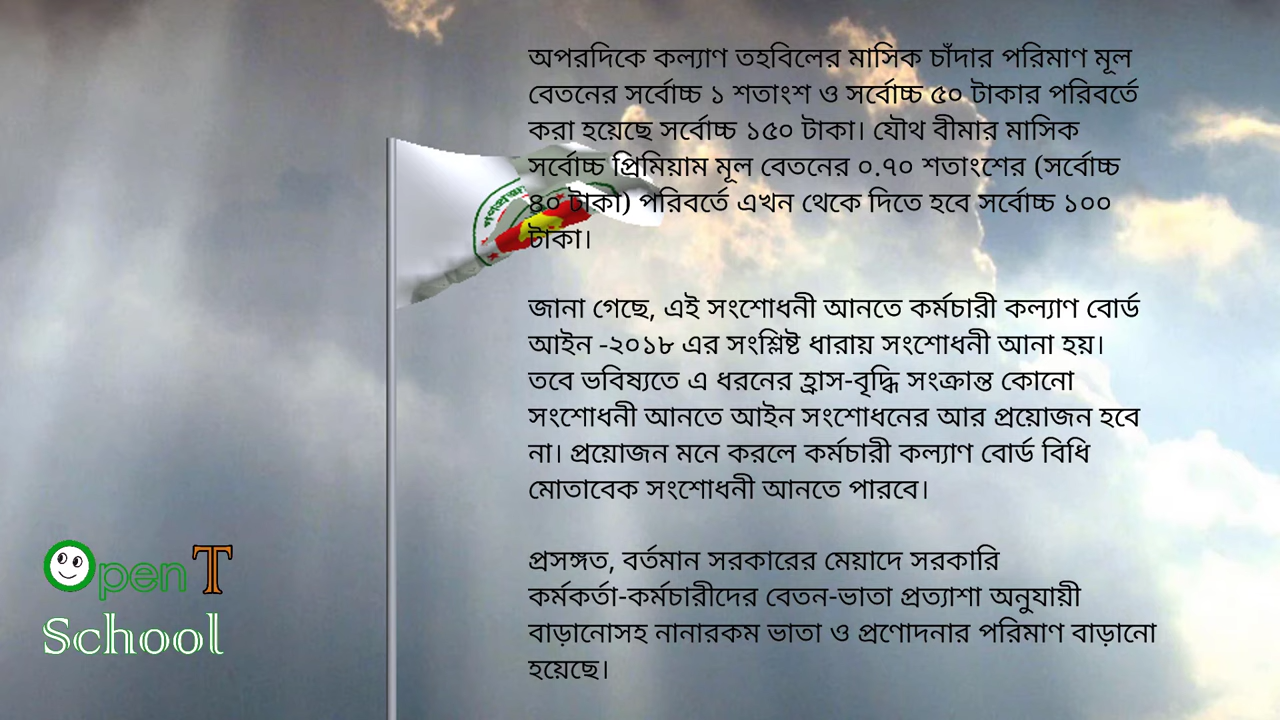 অপরদিকে কল্যাণ তহবিলের মাসিক চাঁদার পরিমাণ মূল
বেতনের সর্বোচ্চ ১ শতাংশ ও সর্বোচ্চ ৫০ টাকার পরিবর্তে
করা হয়েছে সর্বোচ্চ ১৫০ টাকা। যৌথ বীমার মাসিক
সর্বোচ্চ প্রিমিয়াম মূল বেতনের ০.৭০ শতাংশের (সর্বোচ্চ
৪০ টাকা) পরিবর্তে এখন থেকে দিতে হবে সর্বোচ্চ ১০০
টাকা।
জানা গেছে, এই সংশোধনী আনতে কর্মচারী কল্যাণ বোর্ড
আইন -২০১৮ এর সংশ্লিষ্ট ধারায় সংশোধনী আনা হয়।
তবে ভবিষ্যতে এ ধরনের হ্রাস-বৃদ্ধি সংক্রান্ত কোনো
সংশোধনী আনতে আইন সংশোধনের আর প্রয়োজন হবে
না। প্রয়োজন মনে করলে কর্মচারী কল্যাণ বোর্ড বিধি
মোতাবেক সংশোধনী আনতে পারবে।
প্রসঙ্গত, বর্তমান সরকারের মেয়াদে সরকারি
কর্মকর্তা-কর্মচারীদের বেতন-ভাতা প্রত্যাশা অনুযায়ী
বাড়ানোসহ নানারকম ভাতা ও প্রণোদনার পরিমাণ বাড়ানো
হয়েছে।
Open T
School